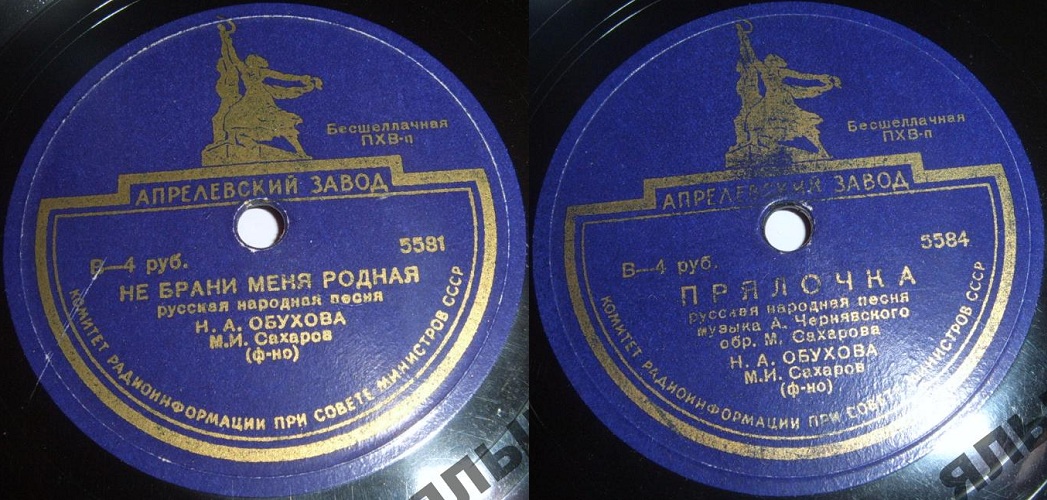 Бесшеллачная
ПХВ-п
АПРЕЛЕВСКИЙ ЗАВОД
5581
В—4 руб.
НЕ БРАНИ МЕНЯ РОДНАЯ
русская народная песня
Н. А. ОБУХОВА
М.И. Сахаров
(ф-но)
КОМИТЕТ РАДИОИНФОРМАЦИИ ПРИ СОВЕТЕ МИНИСТРОВ СССР
Бесшеллачная
ПХВ-п
АПРЕЛЕВСКИЙ ЗАВОД
5584
В—4 руб.
ПРЯЛОЧКА
русская народная песня
музыка А. Чернявского
обр. М. Сахарова
Н. А. ОБУХОВА
М.И. Сахаров
(ф-но)
КОМИТЕТ РАДИОИНФОРМАЦИИ ПРИ СОВЕТЕ МИНИСТРОВ СССР